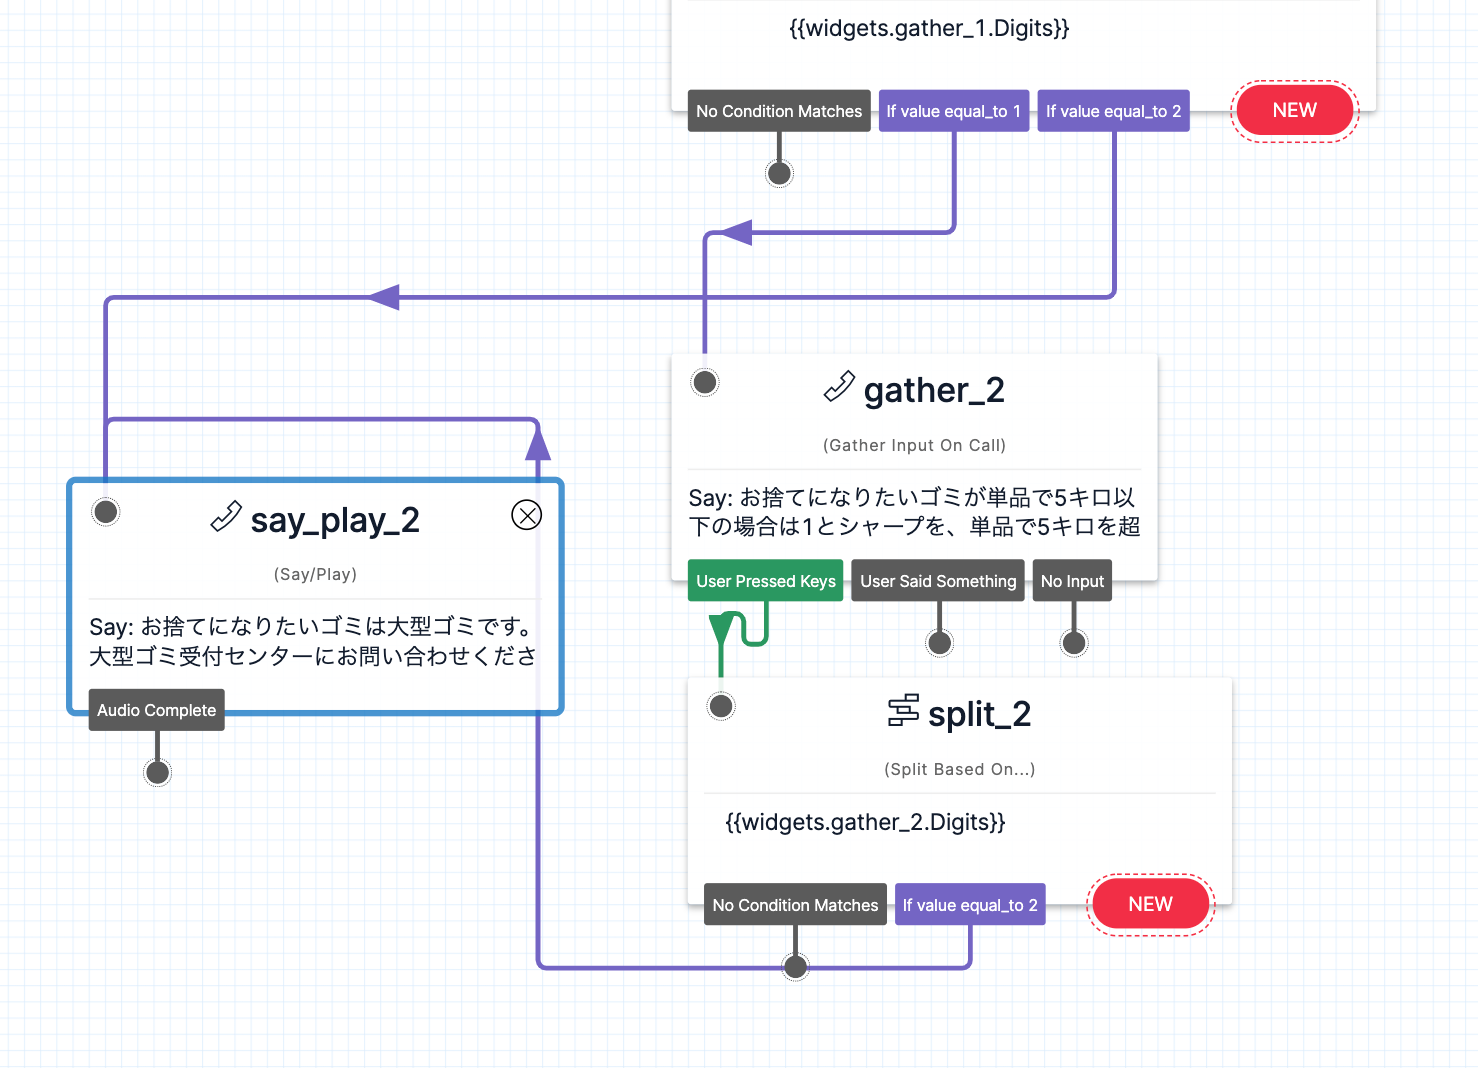 {{widgets.gather_1.Digits}}
No Condition Matches
If value equal_to 1
If value equal_to 2
NEW
gather_2
(Gather Input On Call)
Say: お捨てになりたいゴミが単品で5キロ以
下の場合は1とシャープを、単品で5キロを超
User Pressed Keys
User Said Something
No Input
say_play_2
(Say/Play)
Say: お捨てになりたいゴミは大型ゴミです。
大型ゴミ受付センターにお問い合わせくださ
Audio Complete
split_2
(Split Based On...)
{{widgets.gather_2.Digits}}
No Condition Matches
If value equal_to 2
NEW